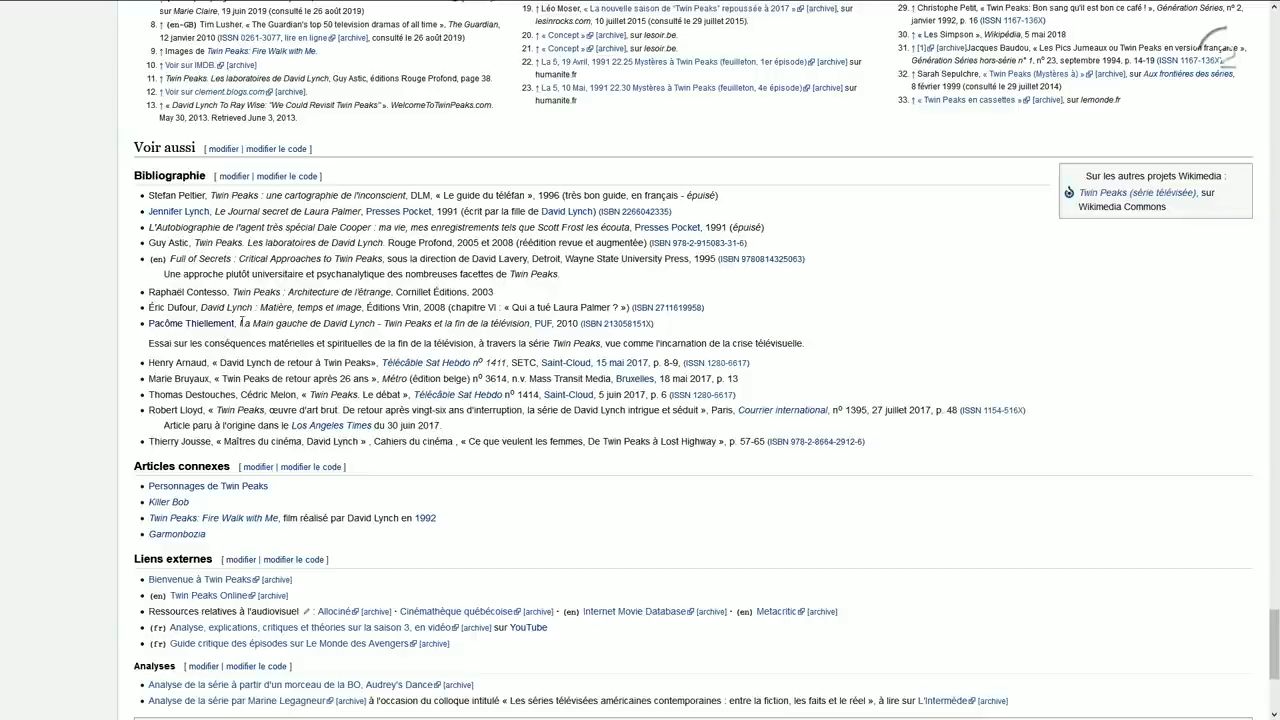 sur Marie Claire, 19 juin 2019 (consulté le 26 août 2019)
8. ↑ (en-GB) Tim Lusher, « The Guardian's top 50 television dramas of all time », The Guardian,
12 janvier 2010 (ISSN 0261-3077, lire en ligne [archive], consulté le 26 août 2019)
9. ↑ Images de Twin Peaks: Fire Walk with Me.
10. ↑ Voir sur IMDB. [archive]
11. ↑ Twin Peaks. Les laboratoires de David Lynch, Guy Astic, éditions Rouge Profond, page 38.
12. ↑ Voir sur clement.blogs.com [archive].
13. ↑ « David Lynch To Ray Wise: "We Could Revisit Twin Peaks" ». WelcomeToTwinPeaks.com.
May 30, 2013. Retrieved June 3, 2013.
19. ↑ Léo Moser, « La nouvelle saison de "Twin Peaks" repoussée à 2017 » [archive], sur
lesinrocks.com, 10 juillet 2015 (consulté le 29 juillet 2015).
20. ↑ « Concept » [archive], sur lesoir.be.
21. ↑ « Concept » [archive], sur lesoir.be.
22. ↑ La 5, 19 Avril, 1991 22.25 Mystères à Twin Peaks (feuilleton, 1er épisode) [archive] sur
humanite.fr
23. ↑ La 5, 10 Mai, 1991 22.30 Mystères à Twin Peaks (feuilleton, 4e épisode) [archive] sur
humanite.fr
29. ↑ Christophe Petit, « Twin Peaks: Bon sang qu'il est bon ce café ! », Génération Séries, nº 2,
janvier 1992, p. 16 (ISSN 1167-136X)
30. ↑ « Les Simpson », Wikipédia, 5 mai 2018
31. ↑ [1] [archive]Jacques Baudou, « Les Pics Jumeaux ou Twin Peaks en version française »,
Génération Séries hors-série nº 1, nº 23, septembre 1994, p. 14-19 (ISSN 1167-136X).
32. ↑ Sarah Sepulchre, « Twin Peaks (Mystères à) » [archive], sur Aux frontières des séries,
8 février 1999 (consulté le 29 juillet 2014)
33. ↑ « Twin Peaks en cassettes » [archive], sur lemonde.fr
Voir aussi [ modifier | modifier le code ]
Bibliographie [ modifier | modifier le code ]
• Stefan Peltier, Twin Peaks : une cartographie de l'inconscient, DLM, « Le guide du téléfan », 1996 (très bon guide, en français - épuisé)
• Jennifer Lynch, Le Journal secret de Laura Palmer, Presses Pocket, 1991 (écrit par la fille de David Lynch) (ISBN 2266042335)
• L'Autobiographie de l'agent très spécial Dale Cooper : ma vie, mes enregistrements tels que Scott Frost les écouta, Presses Pocket, 1991 (épuisé)
• Guy Astic, Twin Peaks. Les laboratoires de David Lynch. Rouge Profond, 2005 et 2008 (réédition revue et augmentée) (ISBN 978-2-915083-31-6)
• (en) Full of Secrets : Critical Approaches to Twin Peaks, sous la direction de David Lavery, Detroit, Wayne State University Press, 1995 (ISBN 9780814325063)
Une approche plutôt universitaire et psychanalytique des nombreuses facettes de Twin Peaks.
• Raphaël Contesso, Twin Peaks : Architecture de l'étrange, Cornillet Éditions, 2003
• Éric Dufour, David Lynch : Matière, temps et image, Éditions Vrin, 2008 (chapitre VI : « Qui a tué Laura Palmer ? ») (ISBN 2711619958)
• Pacôme Thiellement, La Main gauche de David Lynch - Twin Peaks et la fin de la télévision, PUF, 2010 (ISBN 213058151X)
Essai sur les conséquences matérielles et spirituelles de la fin de la télévision, à travers la série Twin Peaks, vue comme l'incarnation de la crise télévisuelle.
• Henry Arnaud, « David Lynch de retour à Twin Peaks», Télécâble Sat Hebdo nº 1411, SETC, Saint-Cloud, 15 mai 2017, p. 8-9, (ISSN 1280-6617)
• Marie Bruyaux, « Twin Peaks de retour après 26 ans », Métro (édition belge) nº 3614, n.v. Mass Transit Media, Bruxelles, 18 mai 2017, p. 13
• Thomas Destouches, Cédric Melon, « Twin Peaks. Le débat », Télécâble Sat Hebdo nº 1414, Saint-Cloud, 5 juin 2017, p. 6 (ISSN 1280-6617)
• Robert Lloyd, « Twin Peaks, œuvre d'art brut. De retour après vingt-six ans d'interruption, la série de David Lynch intrigue et séduit », Paris, Courrier international, nº 1395, 27 juillet 2017, p. 48 (ISSN 1154-516X)
Article paru à l'origine dans le Los Angeles Times du 30 juin 2017.
• Thierry Jousse, « Maîtres du cinéma, David Lynch » , Cahiers du cinéma , « Ce que veulent les femmes, De Twin Peaks à Lost Highway », p. 57-65 (ISBN 978-2-8664-2912-6)
Articles connexes [ modifier | modifier le code ]
• Personnages de Twin Peaks
• Killer Bob
• Twin Peaks: Fire Walk with Me, film réalisé par David Lynch en 1992
• Garmonbozia
Liens externes [ modifier | modifier le code ]
• Bienvenue à Twin Peaks [archive]
• (en) Twin Peaks Online [archive]
• Ressources relatives à l'audiovisuel : Allociné [archive] · Cinémathèque québécoise [archive] · (en) Internet Movie Database [archive] · (en) Metacritic [archive]
• (fr) Analyse, explications, critiques et théories sur la saison 3, en vidéo [archive] sur YouTube
• (fr) Guide critique des épisodes sur Le Monde des Avengers [archive]
Analyses [ modifier | modifier le code ]
• Analyse de la série à partir d'un morceau de la BO, Audrey's Dance [archive]
• Analyse de la série par Marine Legagneur [archive] à l'occasion du colloque intitulé « Les séries télévisées américaines contemporaines : entre la fiction, les faits et le réel », à lire sur L'Intermède [archive]
Sur les autres projets Wikimedia :
Twin Peaks (série télévisée), sur
Wikimedia Commons